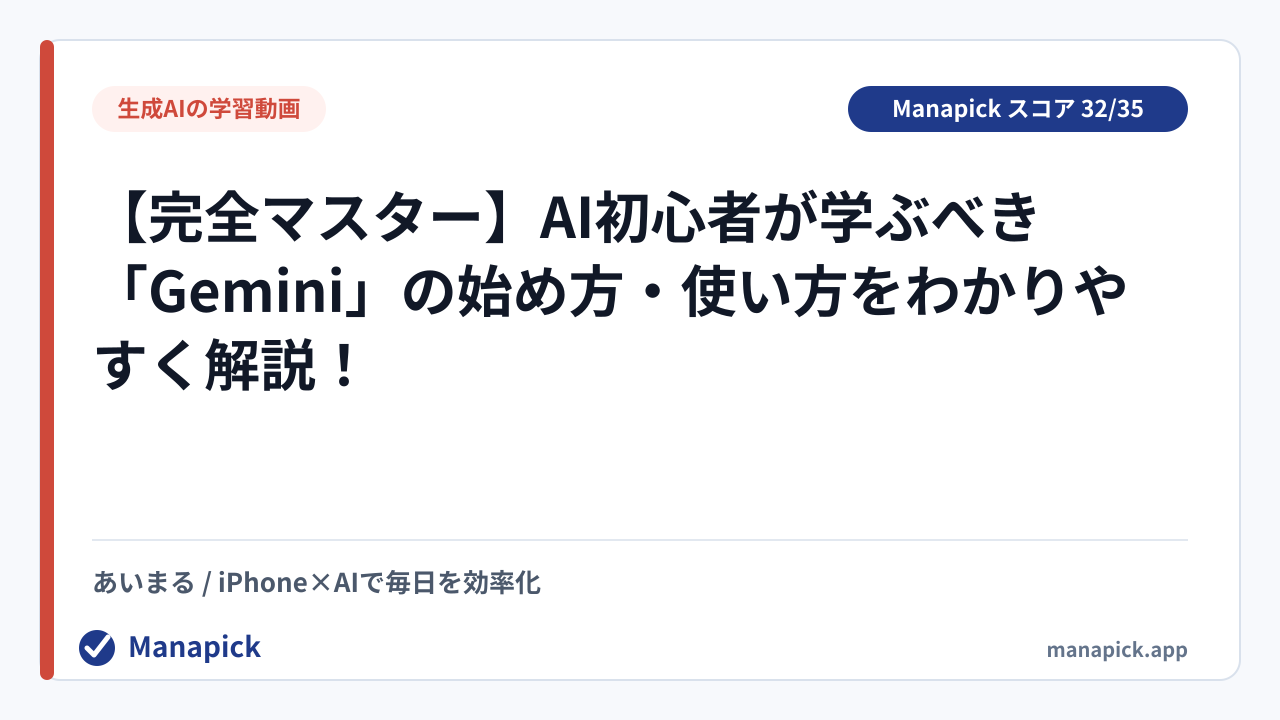 生成AIの学習動画
Manapick スコア 32/35
【完全マスター】AI初心者が学ぶべき
「Gemini」の始め方・使い方をわかりや
すく解説！
あいまる / iPhone×AIで毎日を効率化
Manapick
manapick.app